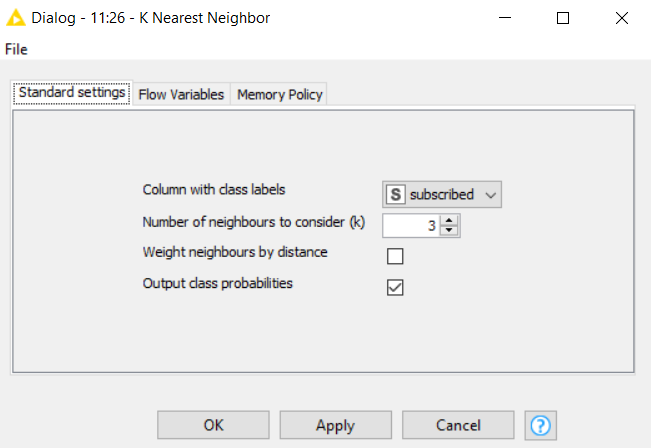 Dialog - 11:26 - K Nearest Neighbor
File
Standard settings Flow Variables Memory Policy
Column with class labels S subscribed
Number of neighbours to consider (k) 3
Weight neighbours by distance
Output class probabilities
OK Apply Cancel ?